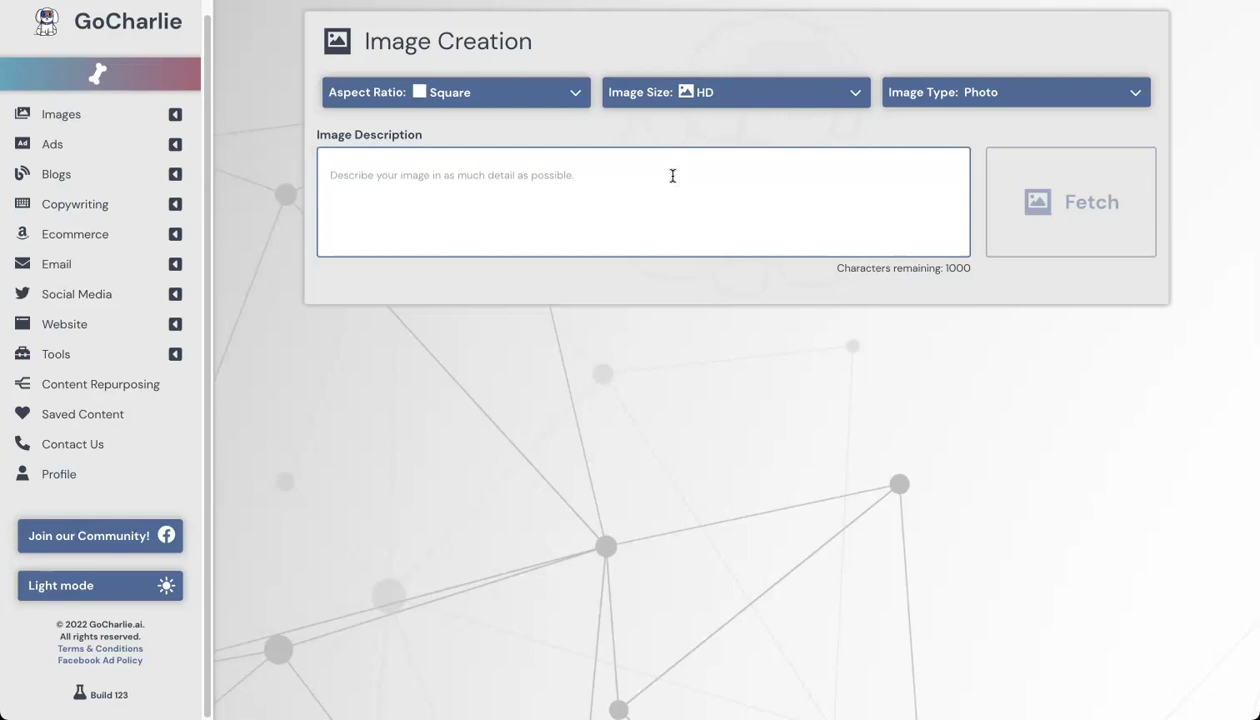 GoCharlie
Images
Ad Ads
Blogs
Copywriting
Ecommerce
Email
Social Media
Website
Tools
Content Repurposing
Saved Content
Contact Us
Profile
Join our Community!
Light mode
© 2022 GoCharlie.ai.
All rights reserved.
Terms & Conditions
Facebook Ad Policy
Build 123
Image Creation
Aspect Ratio: Square
Image Size: HD
Image Type: Photo
Image Description
Describe your image in as much detail as possible.
Fetch
Characters remaining: 1000